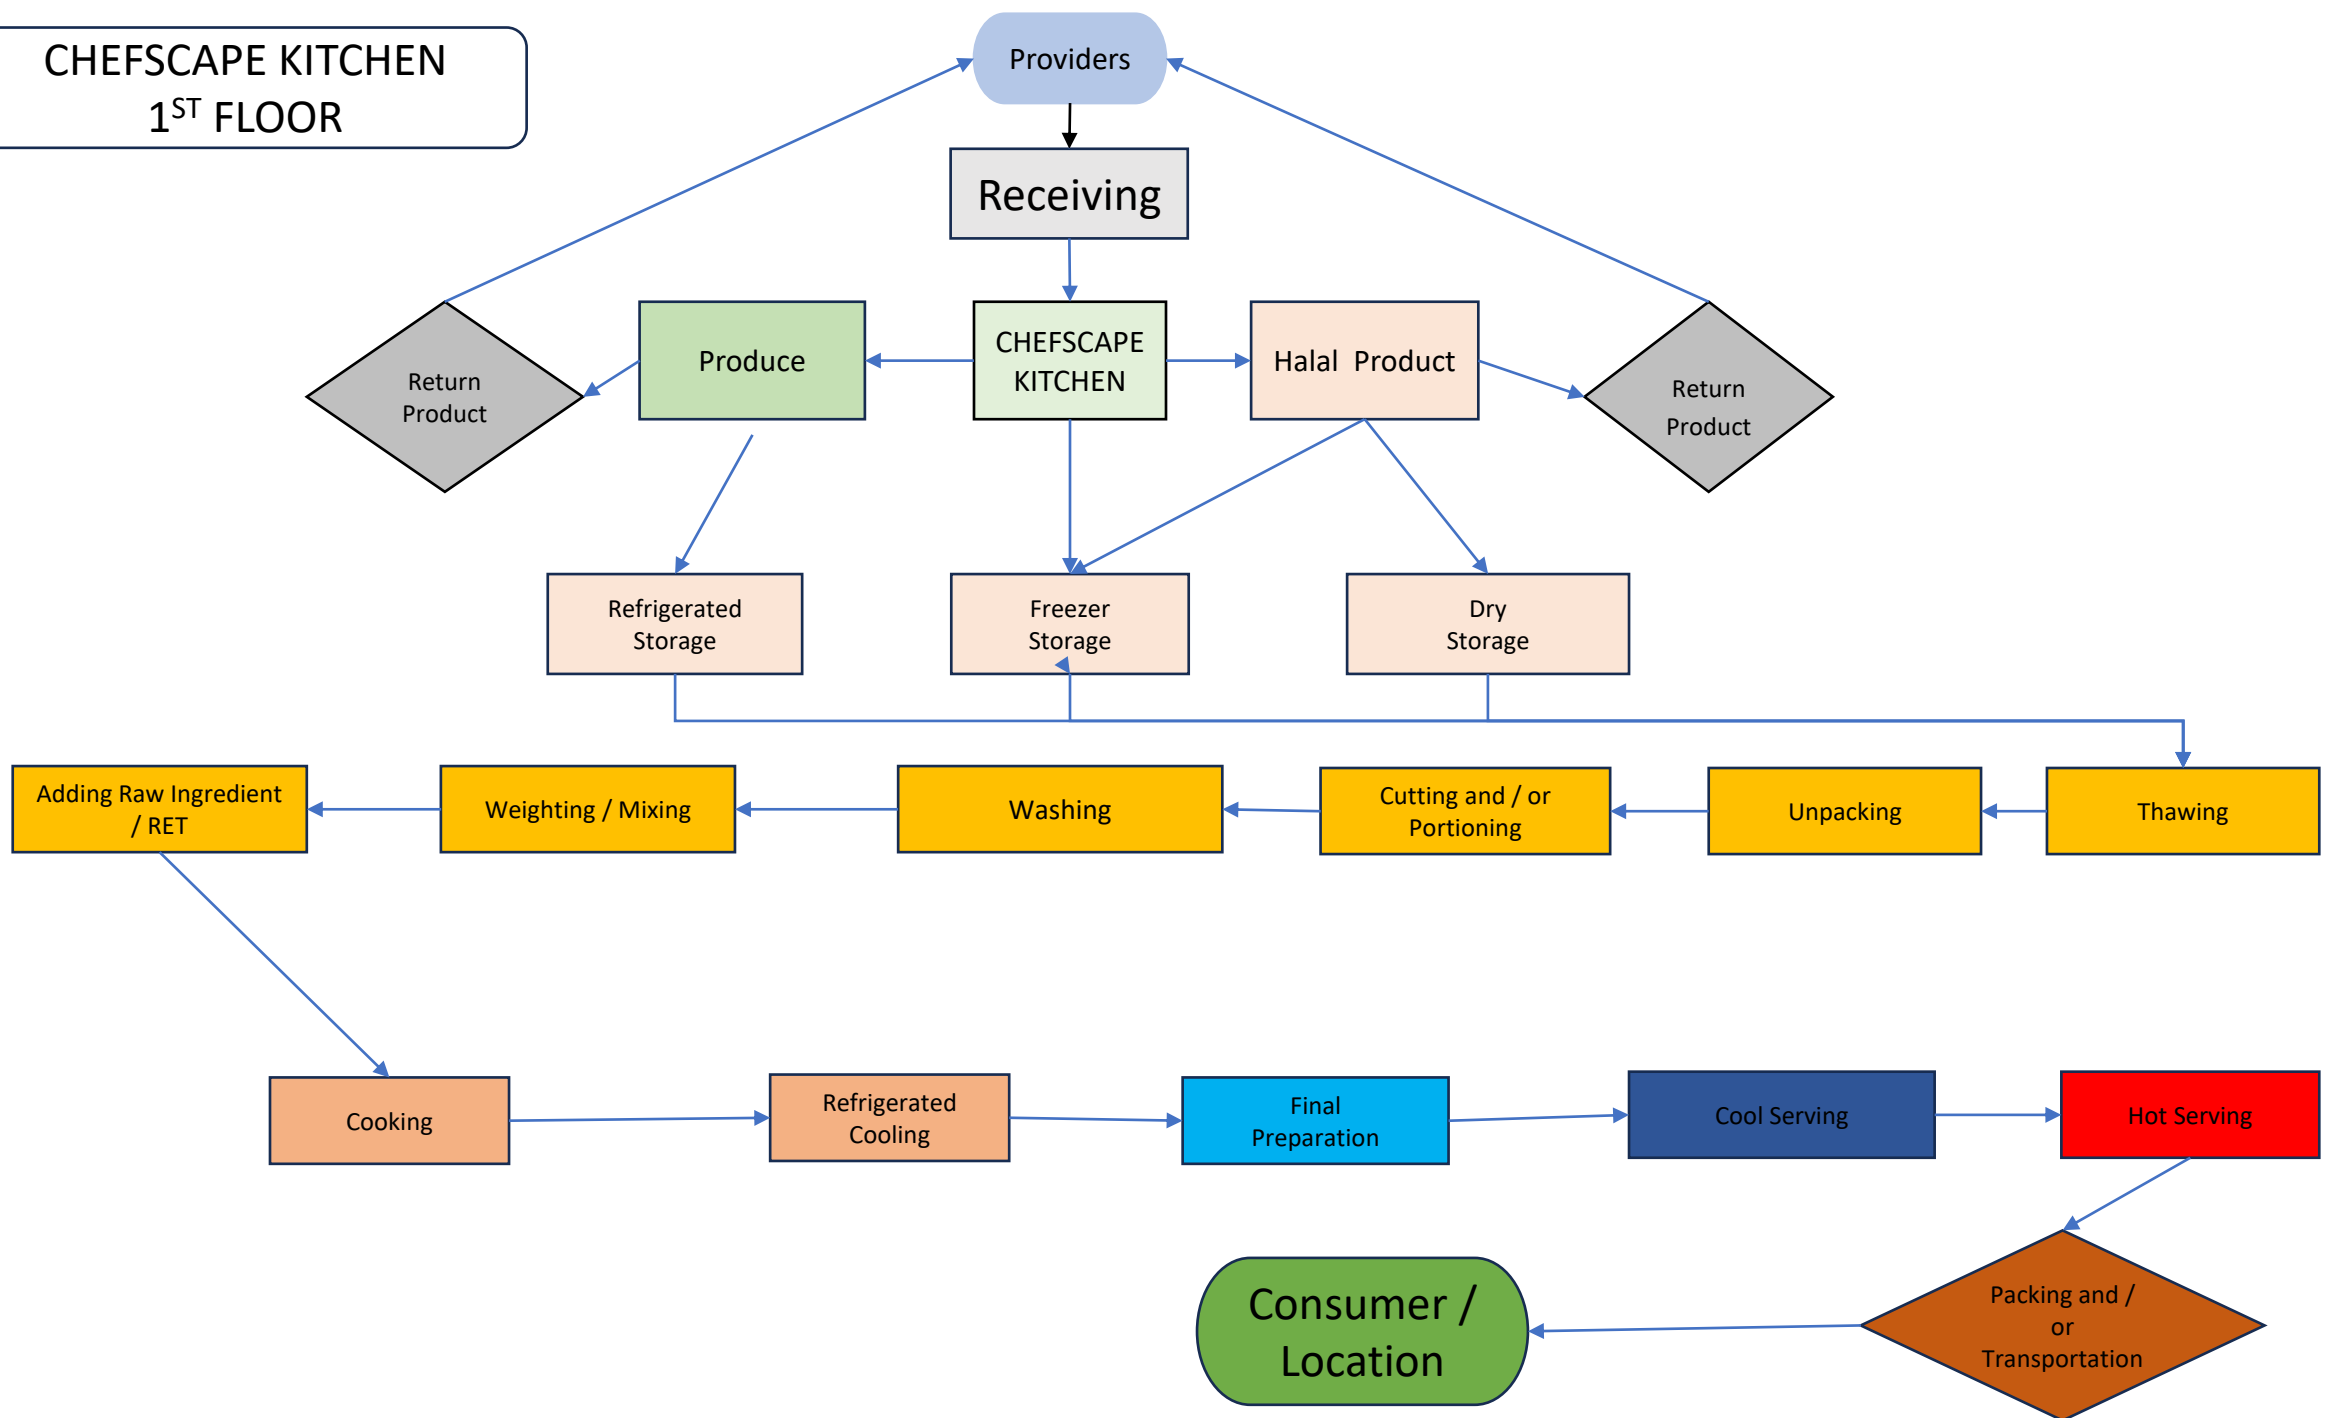 CHEFSCAPE KITCHEN
1ST FLOOR
Providers
Receiving
Return
Product
Produce
CHEFSCAPE
KITCHEN
Halal  Product
Return
Product
Refrigerated
Storage
Freezer
Storage
Dry
Storage
Adding Raw Ingredient
/ RET
Weighting / Mixing
Washing
Cutting and / or
Portioning
Unpacking
Thawing
Cooking
Refrigerated
Cooling
Final
Preparation
Cool Serving
Hot Serving
Consumer /
Location
Packing and /
or
Transportation